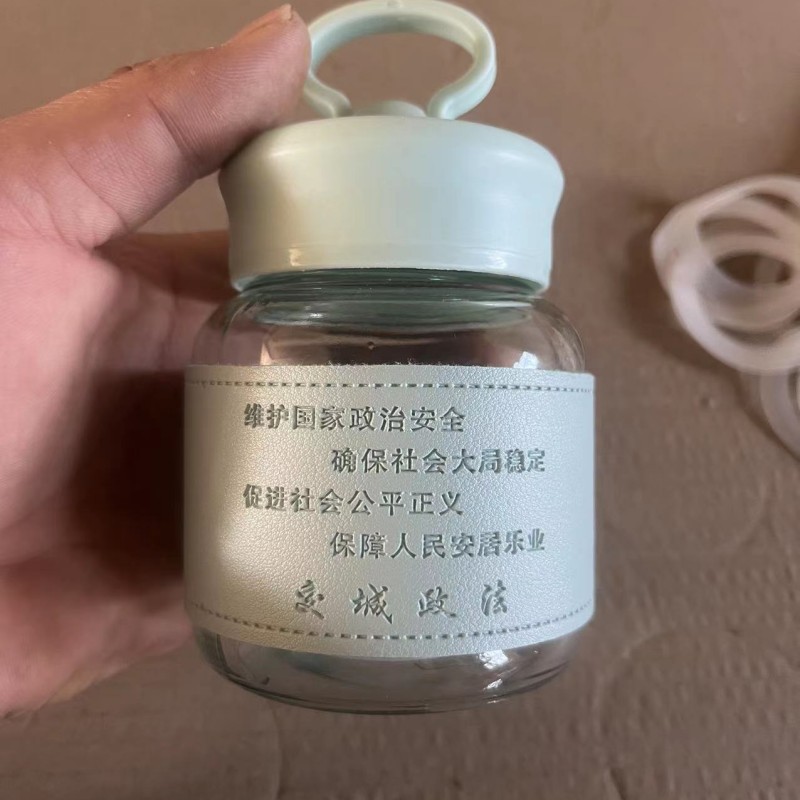 维护国家政治安全
确保社会大局稳定
促进社会公平正义
保障人民安居乐业
交城政法